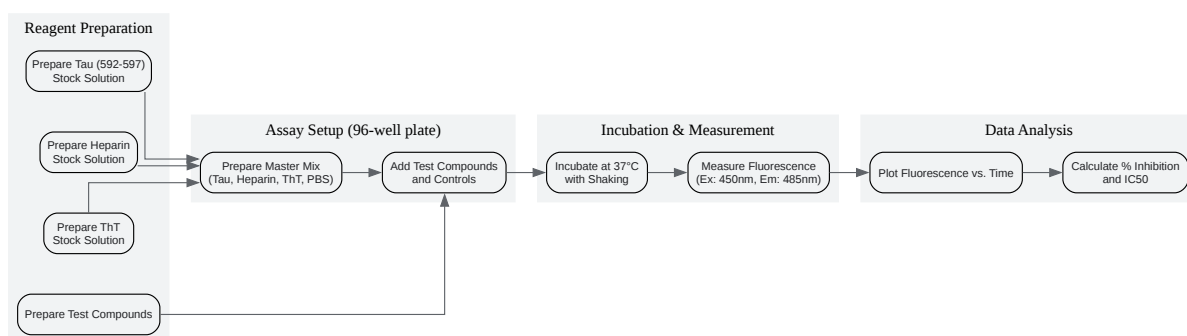 Reagent Preparation
Prepare Tau (592-597)
Stock Solution
Prepare Heparin
Stock Solution
Prepare ThT
Stock Solution
Prepare Test Compounds
Assay Setup (96-well plate)
Prepare Master Mix
(Tau, Heparin, ThT, PBS)
Add Test Compounds
and Controls
Incubation & Measurement
Incubate at 37°C
with Shaking
Measure Fluorescence
(Ex: 450nm, Em: 485nm)
Data Analysis
Plot Fluorescence vs. Time
Calculate % Inhibition
and IC50